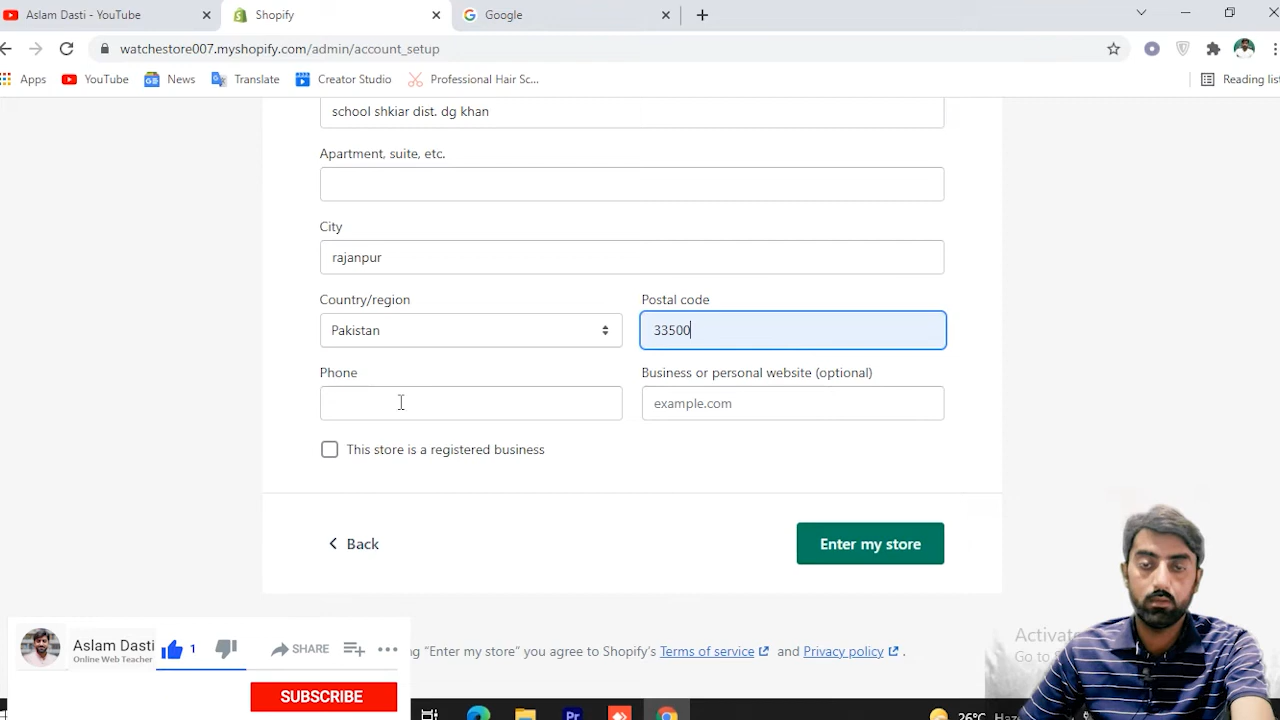 Aslam Dasti - YouTube
Shopify
Google
watchestore007.myshopify.com/admin/account_setup
Apps YouTube News Translate Creator Studio Professional Hair Sc... Reading list
school shkiar dist. dg khan
Apartment, suite, etc.
City
rajanpur
Country/region Postal code
Pakistan 33500
Phone Business or personal website (optional)
example.com
This store is a registered business
Back Enter my store
Aslam Dasti 1 SHARE
Online Web Teacher
"Enter my store" you agree to Shopify's Terms of service and Privacy policy.
SUBSCRIBE
Activate
Go to
Pr
26°C